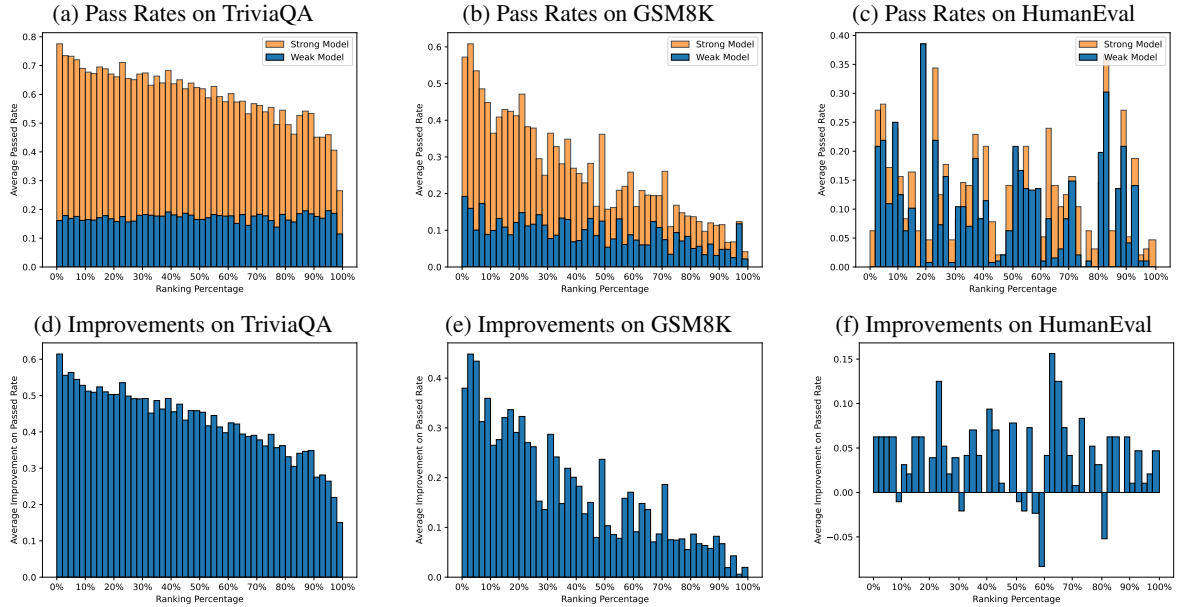 (a) Pass Rates on TriviaQA
Average Passed Rate
0.8
0.7
0.6
0.5
0.4
0.3
0.2
0.1
0.0
Strong Model
Weak Model
0% 10% 20% 30% 40% 50% 60% 70% 80% 90% 100%
Ranking Percentage
(b) Pass Rates on GSM8K
Average Passed Rate
0.6
0.5
0.4
0.3
0.2
0.1
0.0
Strong Model
Weak Model
0% 10% 20% 30% 40% 50% 60% 70% 80% 90% 100%
Ranking Percentage
(c) Pass Rates on HumanEval
Average Passed Rate
0.40
0.35
0.30
0.25
0.20
0.15
0.10
0.05
0.00
Strong Model
Weak Model
0% 10% 20% 30% 40% 50% 60% 70% 80% 90% 100%
Ranking Percentage
(d) Improvements on TriviaQA
Average Improvement on Passed Rate
0.6
0.5
0.4
0.3
0.2
0.1
0.0
0% 10% 20% 30% 40% 50% 60% 70% 80% 90% 100%
Ranking Percentage
(e) Improvements on GSM8K
Average Improvement on Passed Rate
0.4
0.3
0.2
0.1
0.0
0% 10% 20% 30% 40% 50% 60% 70% 80% 90% 100%
Ranking Percentage
(f) Improvements on HumanEval
Average Improvement on Passed Rate
0.15
0.10
0.05
0.00
−0.05
0% 10% 20% 30% 40% 50% 60% 70% 80% 90% 100%
Ranking Percentage